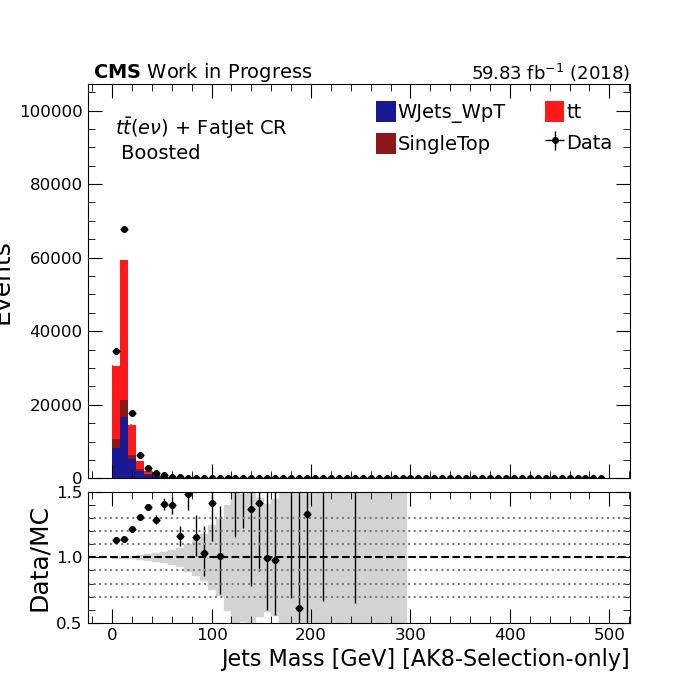 CMS Work in Progress
59.83 fb⁻¹ (2018)
tt̄(eν) + FatJet CR
Boosted
WJets_WpT
tt
SingleTop
Data
Events
100000
80000
60000
40000
20000
0
Data/MC
1.5
1.0
0.5
0 100 200 300 400 500
Jets Mass [GeV] [AK8-Selection-only]